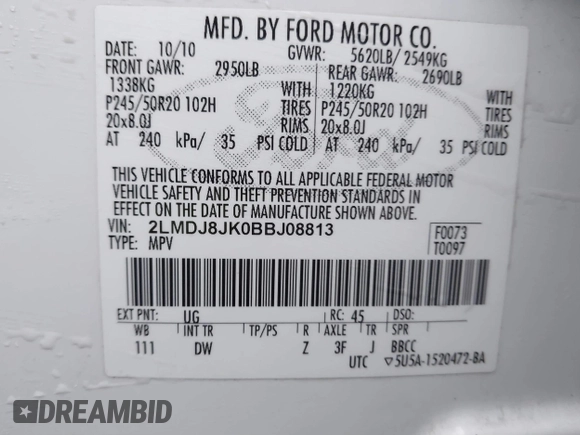 MFD. BY FORD MOTOR CO.
DATE: 10/10 GVWR: 5620LB/ 2549KG
FRONT GAWR: 2950LB REAR GAWR: 2690LB
1338KG WITH 1220KG WITH
P245/50R20 102H TIRES P245/50R20 102H TIRES
20x8.0J RIMS 20x8.0J RIMS
AT 240 kPa/ 35 PSI COLD AT 240 kPa/ 35 PSI COLD
THIS VEHICLE CONFORMS TO ALL APPLICABLE FEDERAL MOTOR
VEHICLE SAFETY AND THEFT PREVENTION STANDARDS IN
EFFECT ON THE DATE OF MANUFACTURE SHOWN ABOVE.
VIN: 2LMDJ8JK0BBJ08813 F0073
TYPE: MPV T0097
EXT PNT: UG RC: 45 DSO:
WB INT TR TP/PS R AXLE TR SPR
111 DW Z 3F J BBCC
UTC ▽5U5A-1520472-BA
Ford
DREAMBID